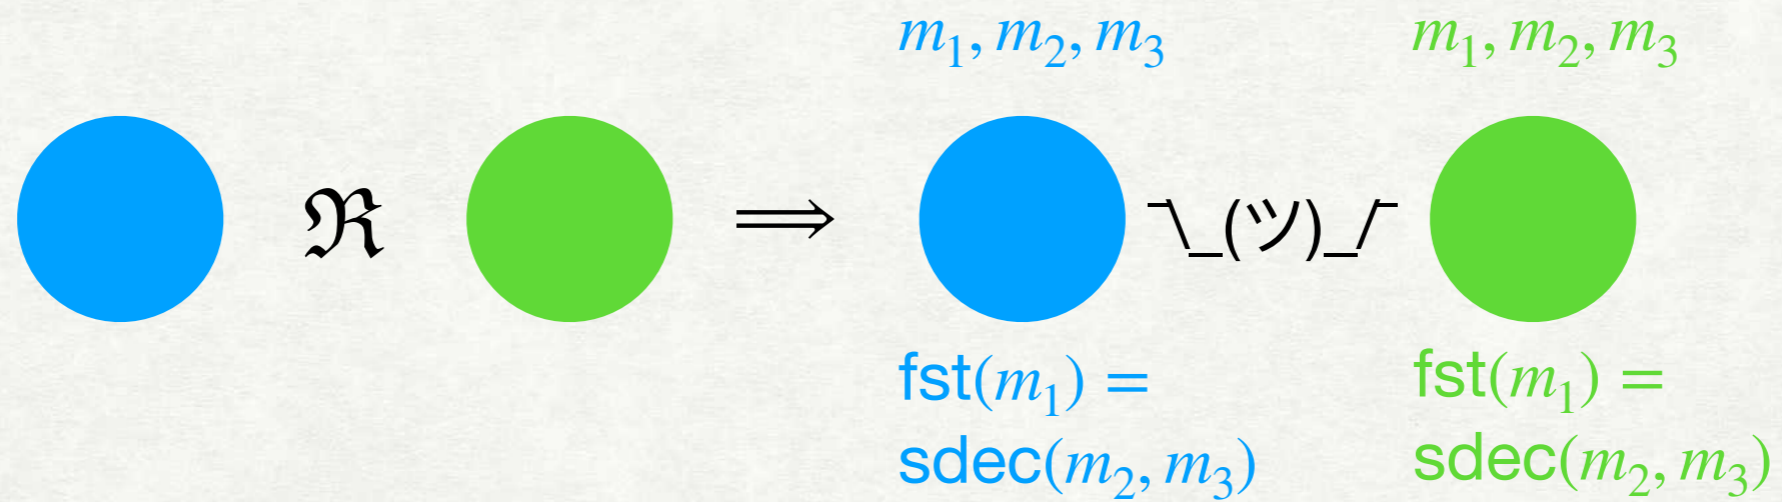 m₁, m₂, m₃ m₁, m₂, m₃
ℜ ⟹ ¯\_(ツ)_/¯
fst(m₁) = fst(m₁) =
sdec(m₂, m₃) sdec(m₂, m₃)